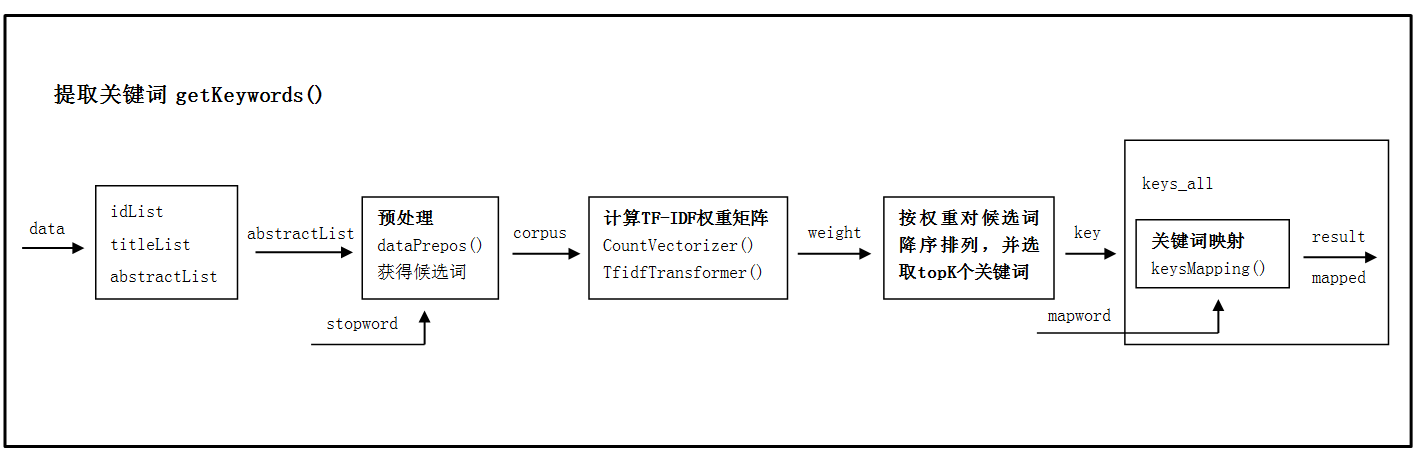 提取关键词 getKeywords()
data
idList
titleList
abstractList
abstractList
预处理
dataPrepos()
获得候选词
stopword
corpus
计算TF-IDF权重矩阵
CountVectorizer()
TfidfTransformer()
weight
按权重对候选词
降序排列，并选
取topK个关键词
key
mapword
keys_all
关键词映射
keysMapping()
result
mapped